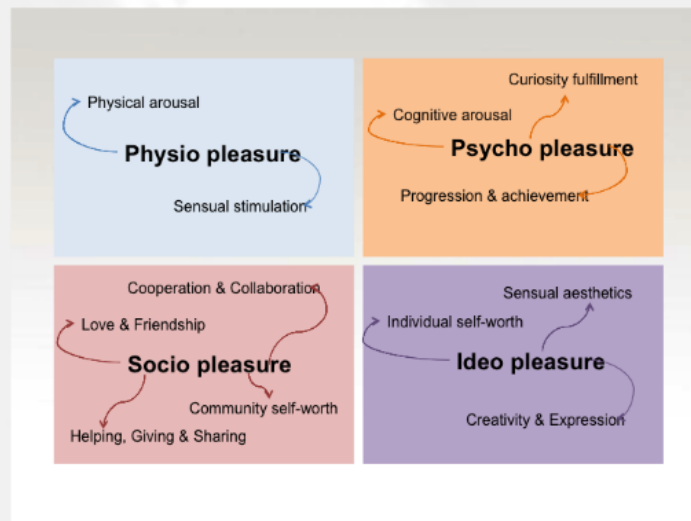 Physical arousal
Physio pleasure
Sensual stimulation
Curiosity fulfillment
Cognitive arousal
Psycho pleasure
Progression & achievement
Cooperation & Collaboration
Love & Friendship
Socio pleasure
Community self-worth
Helping, Giving & Sharing
Sensual aesthetics
Individual self-worth
Ideo pleasure
Creativity & Expression